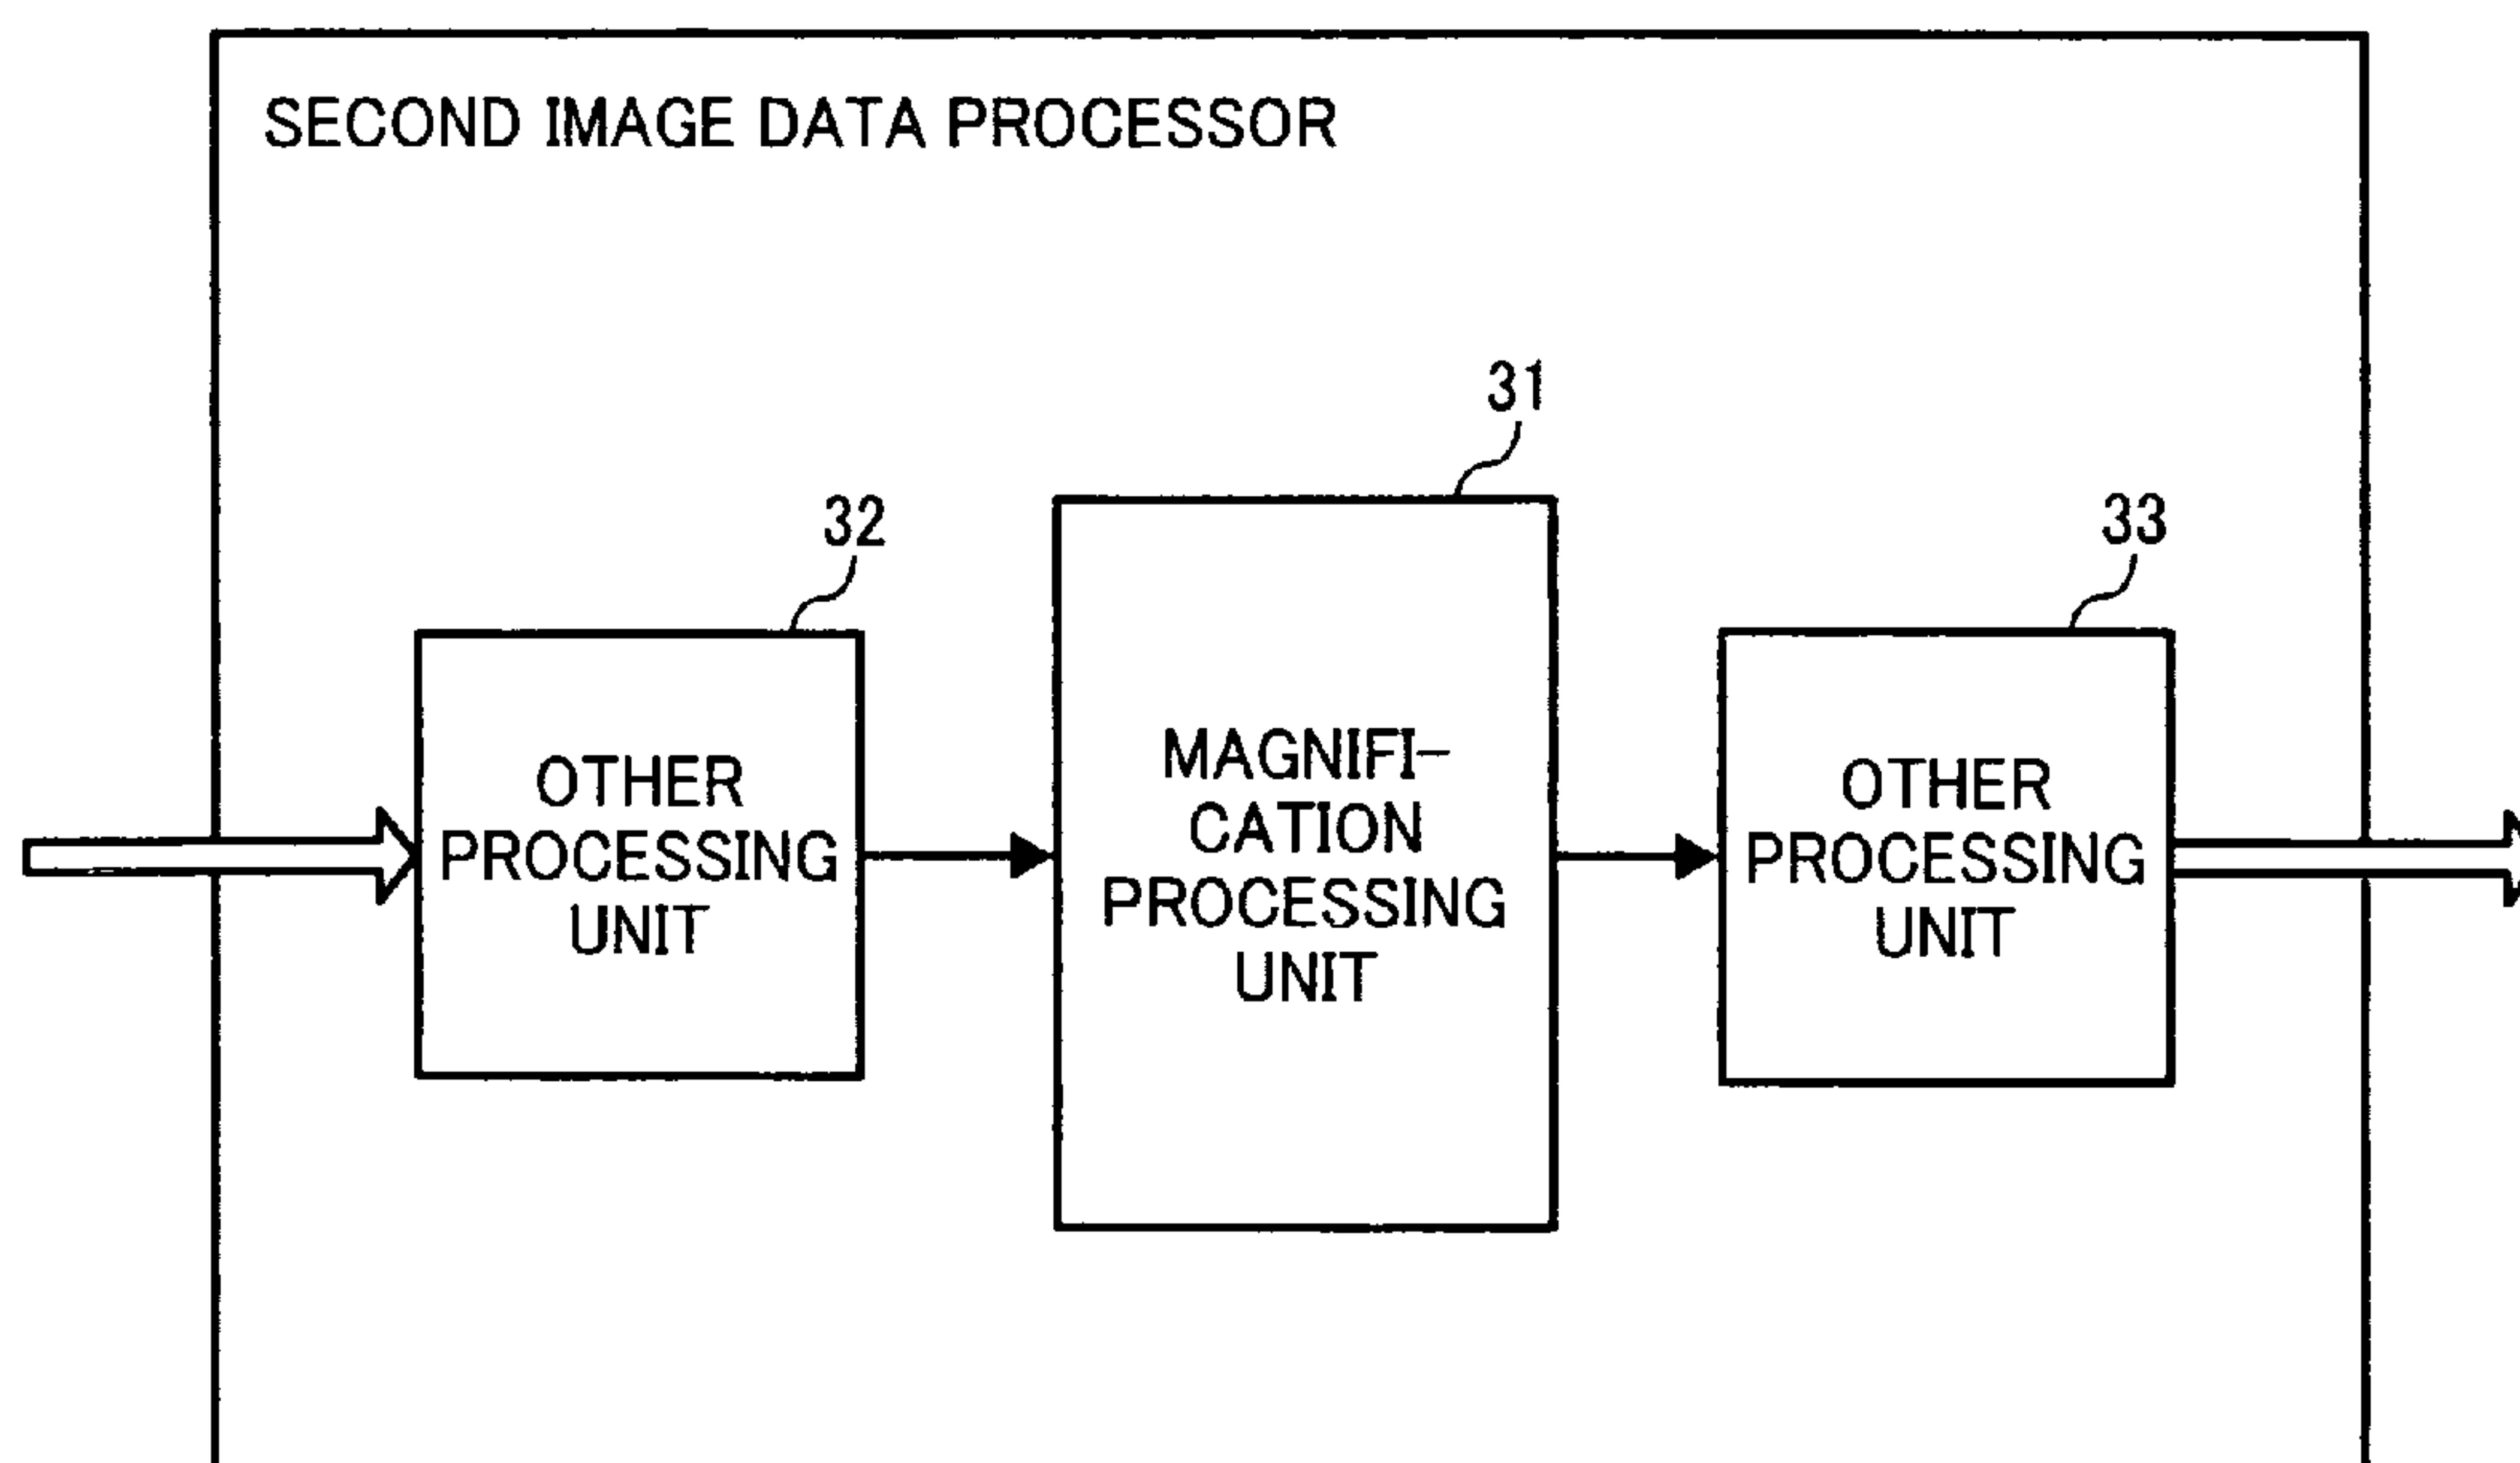 SECOND IMAGE DATA PROCESSOR
31
32
33
OTHER
PROCESSING
UNIT
MAGNIFI-
CATION
PROCESSING
UNIT
OTHER
PROCESSING
UNIT